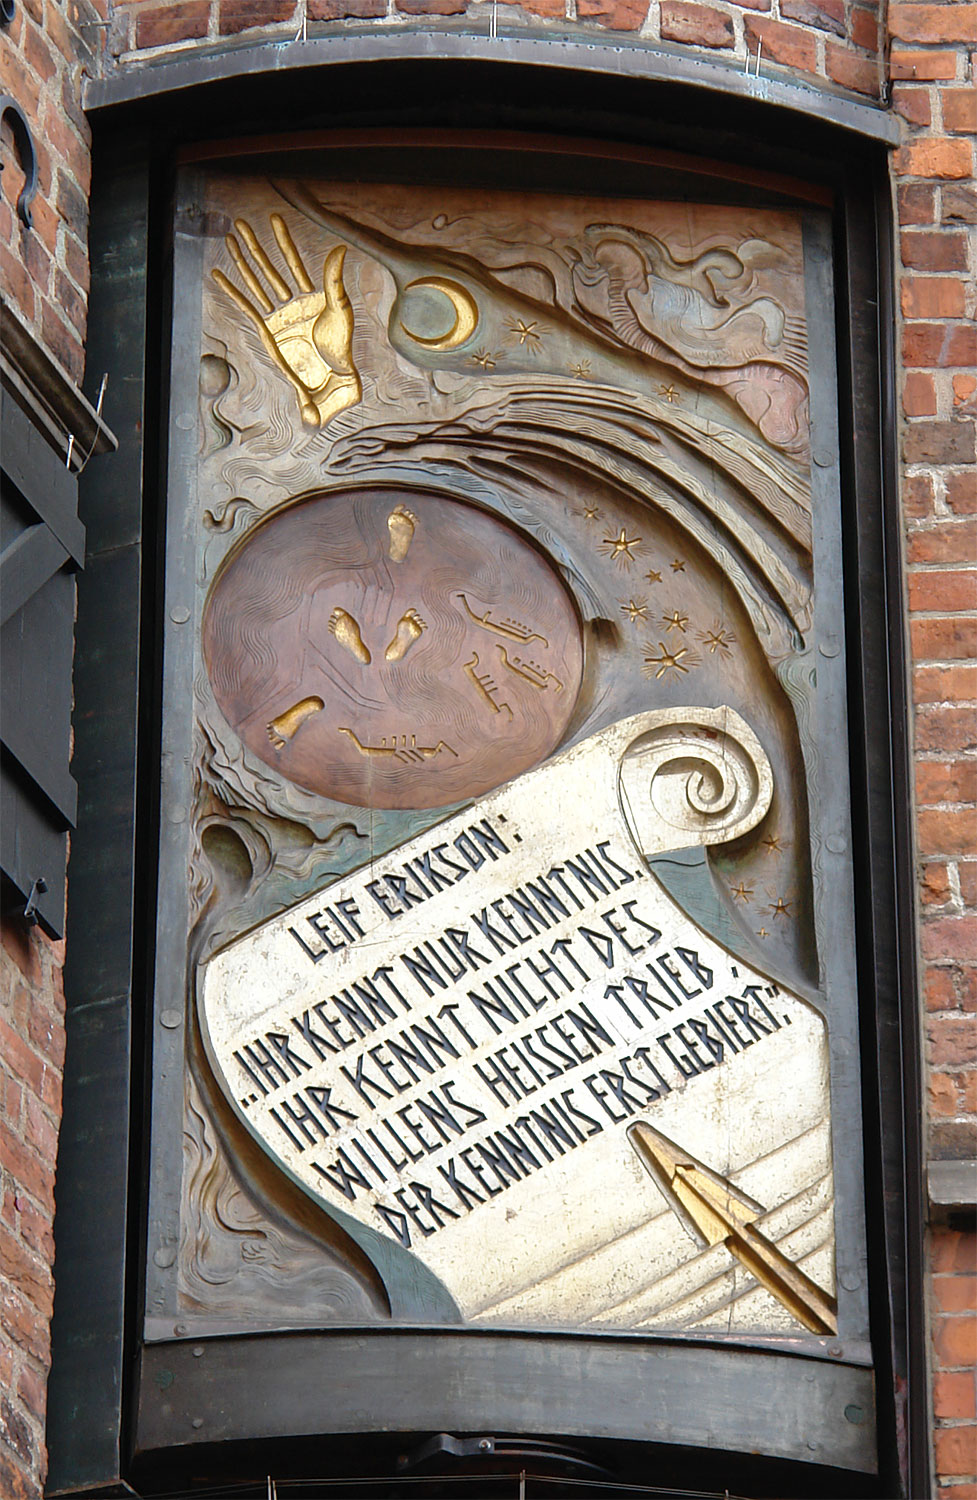 LEIF ERIKSON:
„IHR KENNT NUR KENNTNIS.
IHR KENNT NICHT DES
WILLENS HEISSEN TRIEB,
DER KENNTNIS ERST GEBIERT.”